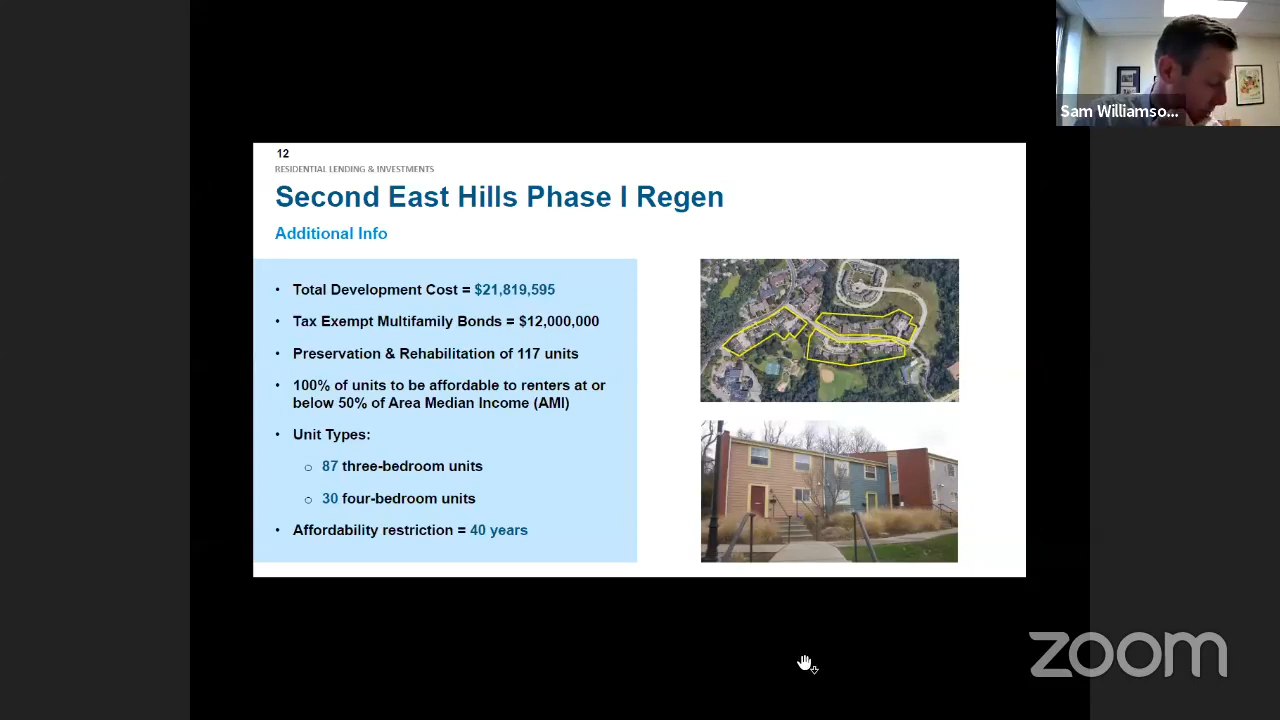 Sam Williamso...
12
RESIDENTIAL LENDING & INVESTMENTS
Second East Hills Phase I Regen
Additional Info
• Total Development Cost = $21,819,595
• Tax Exempt Multifamily Bonds = $12,000,000
• Preservation & Rehabilitation of 117 units
• 100% of units to be affordable to renters at or
below 50% of Area Median Income (AMI)
• Unit Types:
○ 87 three-bedroom units
○ 30 four-bedroom units
• Affordability restriction = 40 years
zoom